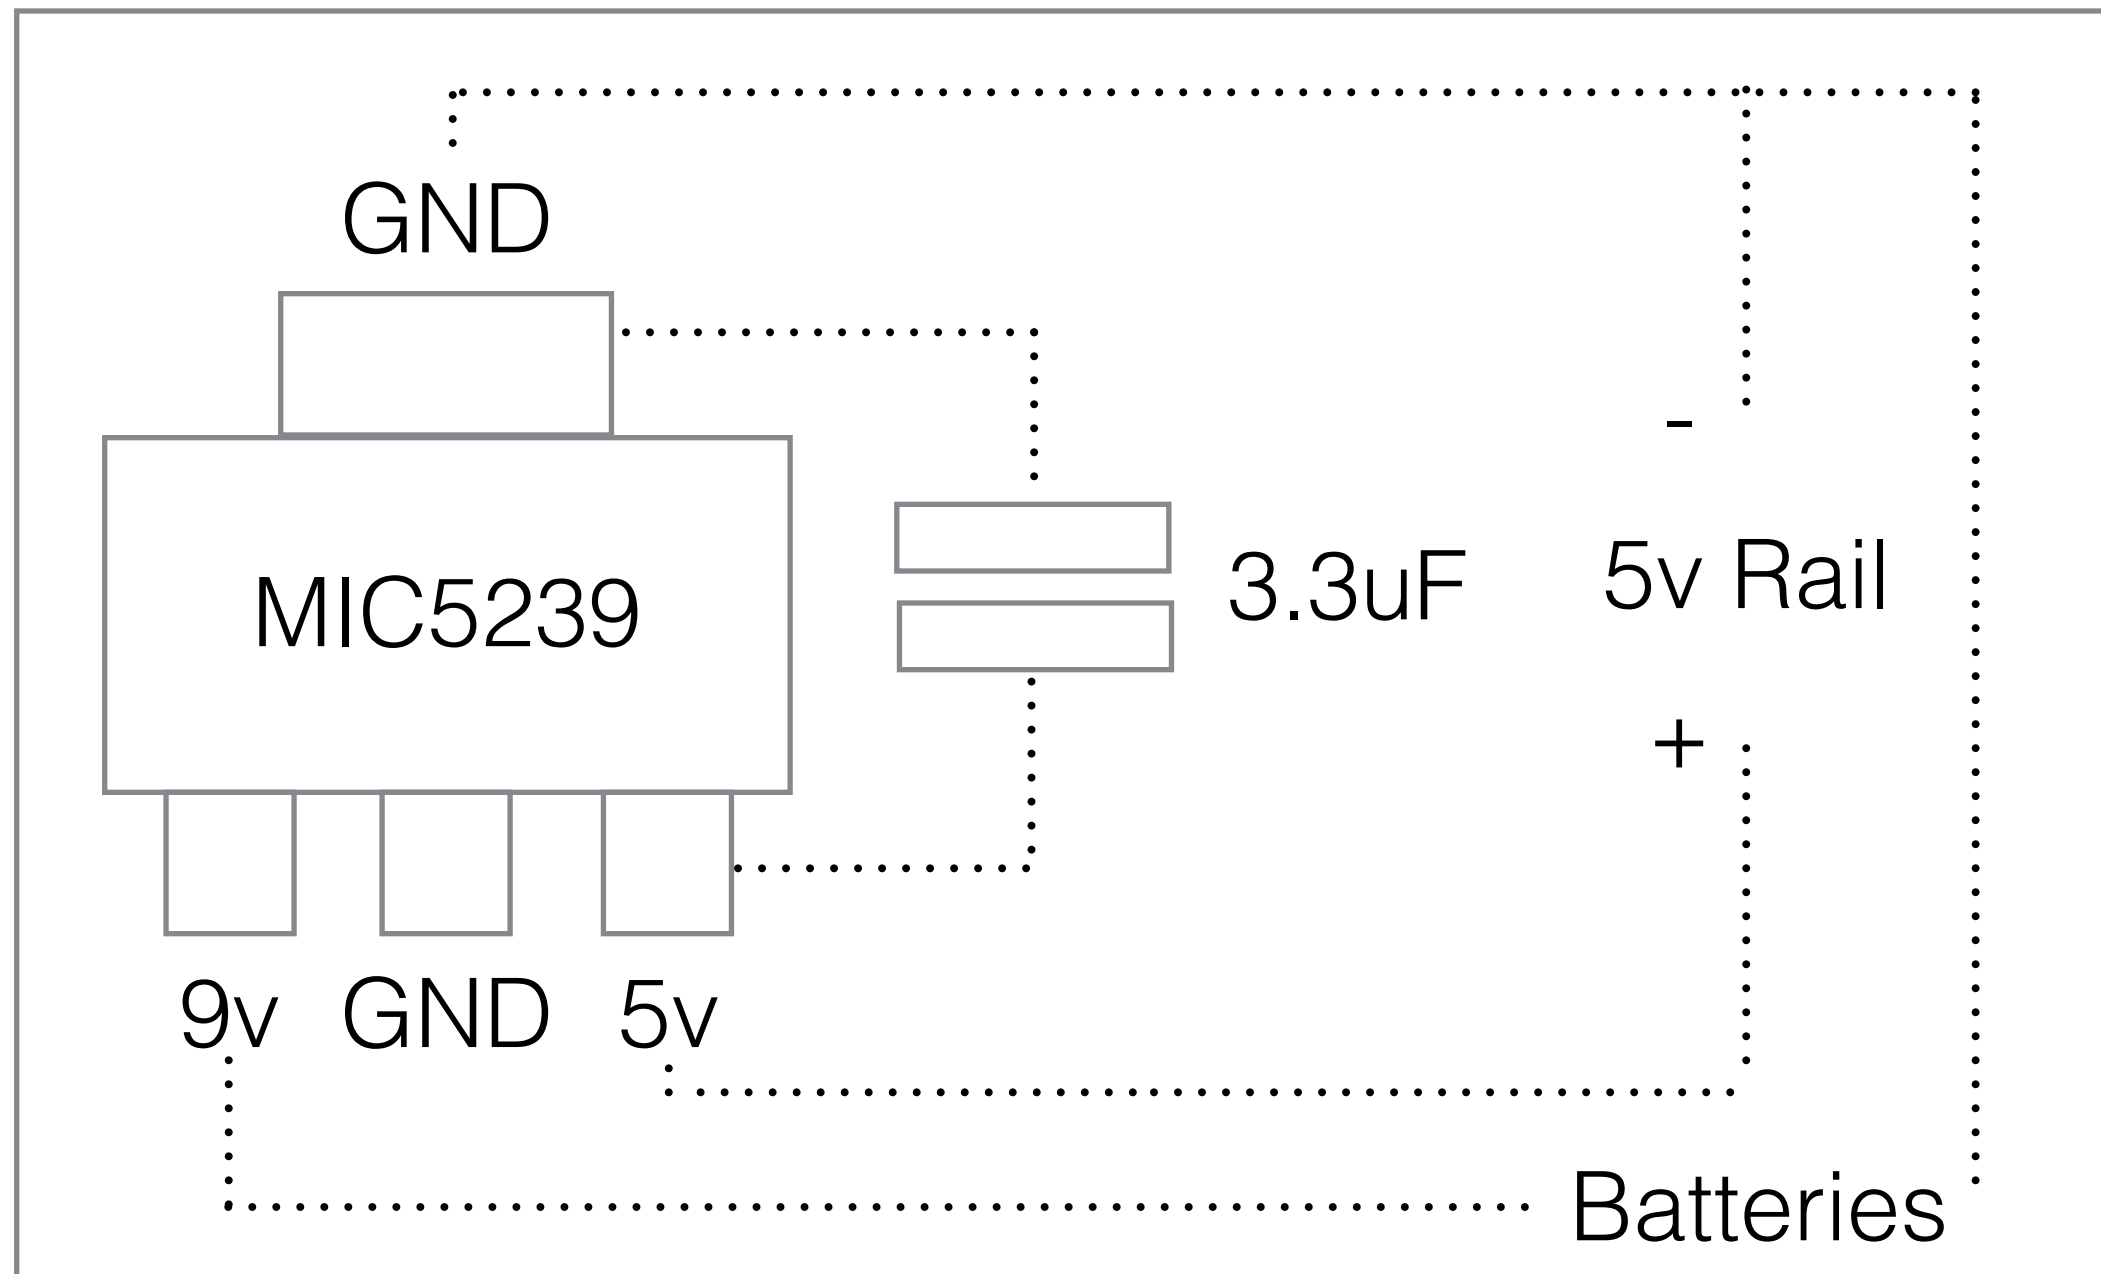 GND
MIC5239
3.3uF
-
5v Rail
+
9v GND 5v
Batteries